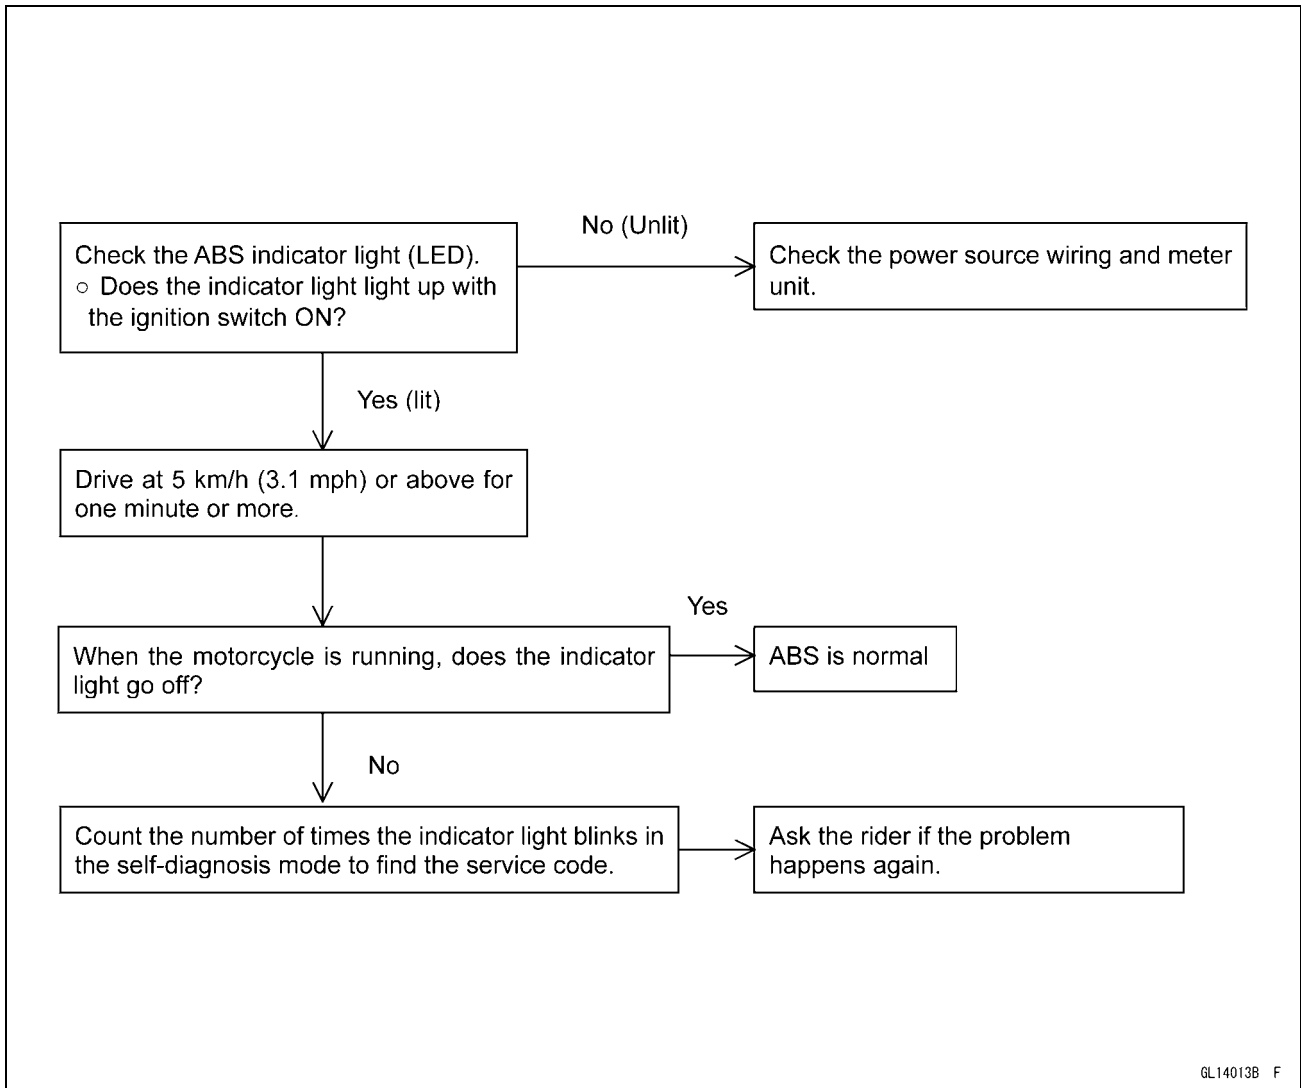 No (Unlit)
Check the ABS indicator light (LED).
○ Does the indicator light light up with
the ignition switch ON?
Check the power source wiring and meter
unit.
Yes (lit)
Drive at 5 km/h (3.1 mph) or above for
one minute or more.
Yes
When the motorcycle is running, does the indicator
light go off?
ABS is normal
No
Count the number of times the indicator light blinks in
the self-diagnosis mode to find the service code.
Ask the rider if the problem
happens again.
GL14013B F